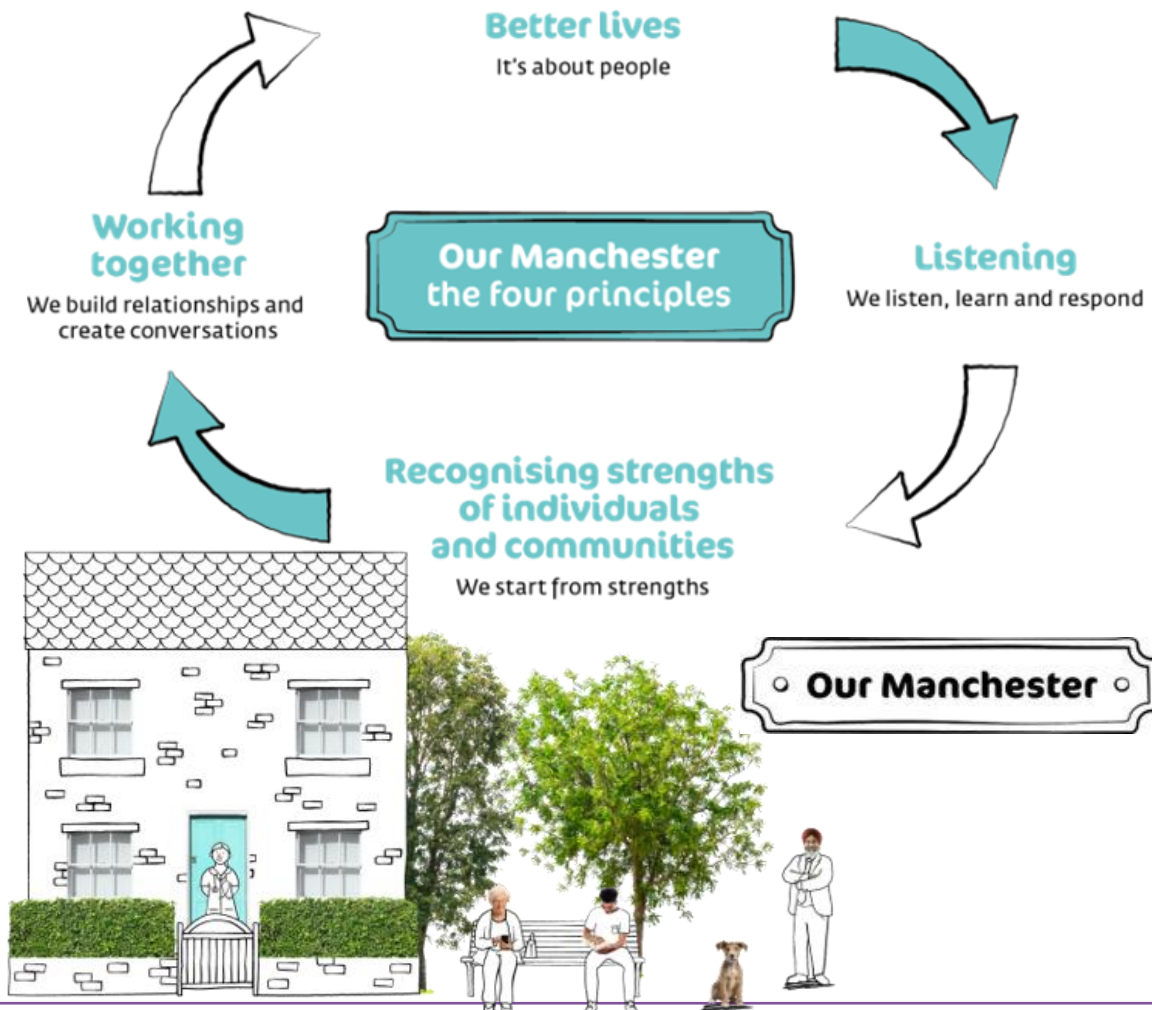 Better lives
It's about people
Our Manchester
the four principles
Listening
We listen, learn and respond
Recognising strengths
of individuals
and communities
We start from strengths
Working
together
We build relationships and
create conversations
Our Manchester